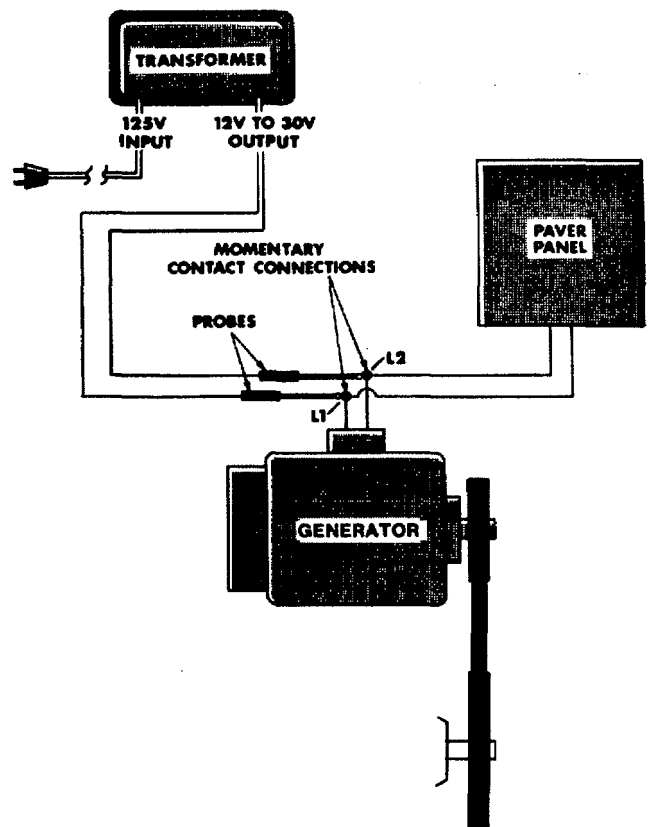 TRANSFORMER
125V
INPUT
12V TO 30V
OUTPUT
PAVER
PANEL
MOMENTARY
CONTACT CONNECTIONS
PROBES
L2
L1
GENERATOR